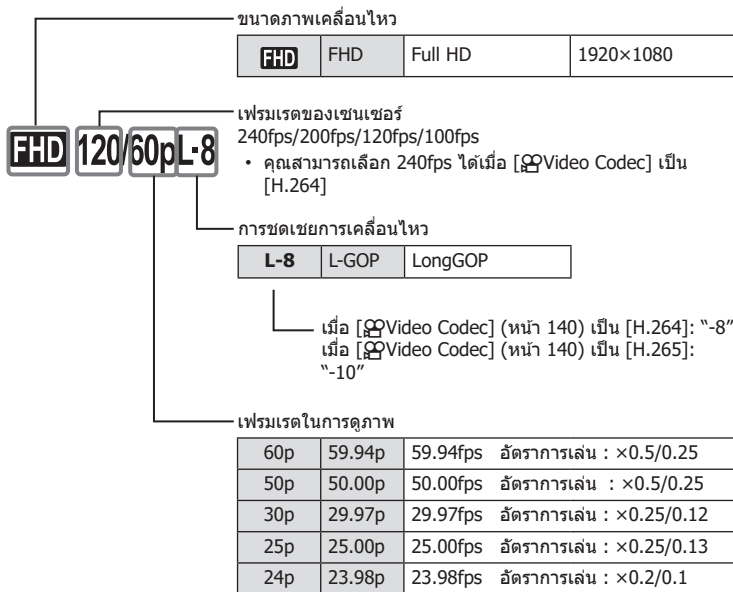 ขนาดภาพเคลื่อนไหว
FHD FHD Full HD 1920×1080
เฟรมเรตของเซนเซอร์
240fps/200fps/120fps/100fps
• คุณสามารถเลือก 240fps ได้เมื่อ [Video Codec] เป็น
[H.264]
FHD 120/60pL-8
การชดเชยการเคลื่อนไหว
L-8 L-GOP LongGOP
เมื่อ [Video Codec] (หน้า 140) เป็น [H.264]: “-8”
เมื่อ [Video Codec] (หน้า 140) เป็น [H.265]:
“-10”
เฟรมเรตในการดูภาพ
60p 59.94p 59.94fps อัตราการเล่น : ×0.5/0.25
50p 50.00p 50.00fps อัตราการเล่น : ×0.5/0.25
30p 29.97p 29.97fps อัตราการเล่น : ×0.25/0.12
25p 25.00p 25.00fps อัตราการเล่น : ×0.25/0.13
24p 23.98p 23.98fps อัตราการเล่น : ×0.2/0.1